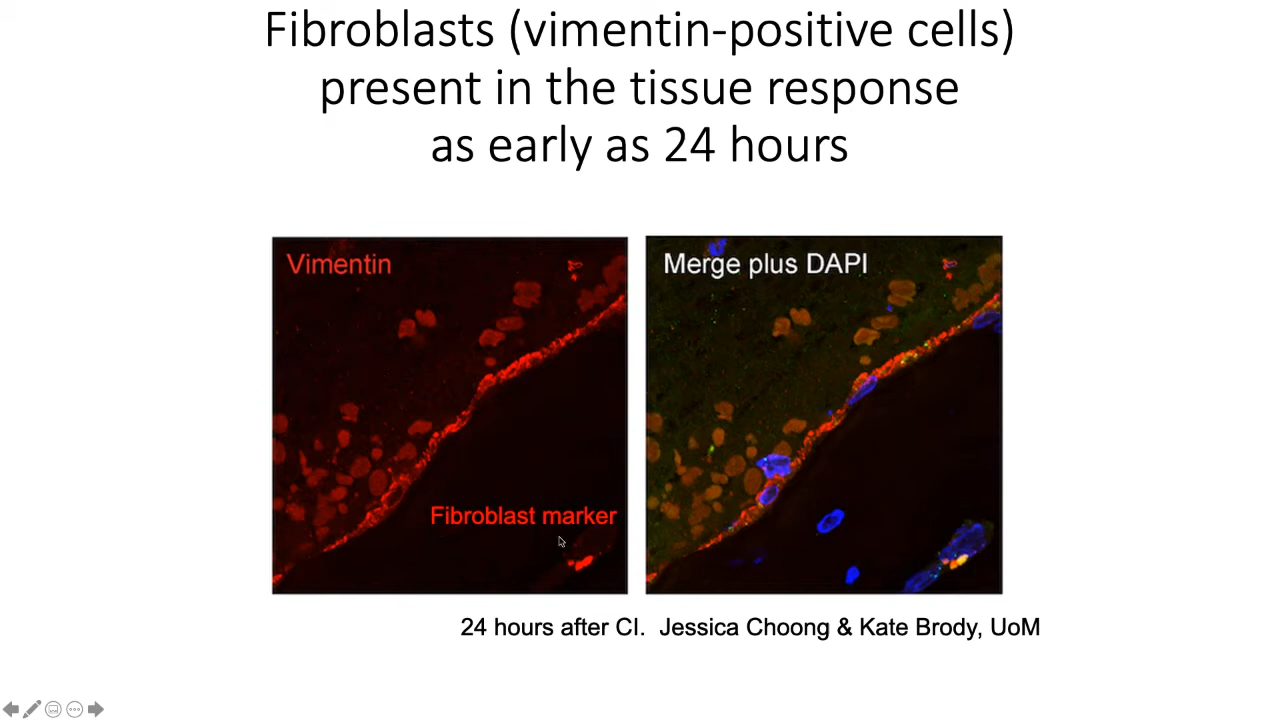 Fibroblasts (vimentin-positive cells)
present in the tissue response
as early as 24 hours
Vimentin
Merge plus DAPI
Fibroblast marker
24 hours after CI.  Jessica Choong & Kate Brody, UoM